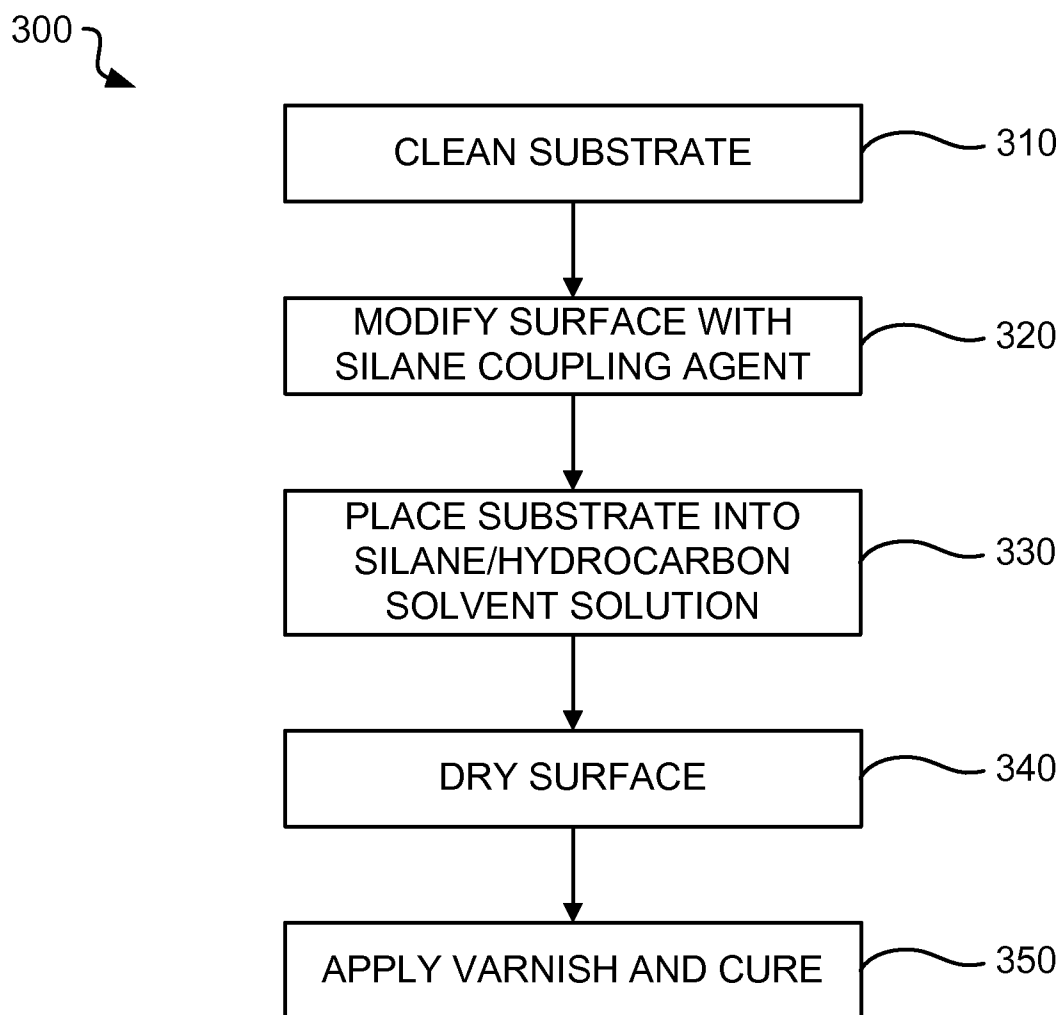 300
CLEAN SUBSTRATE
310
MODIFY SURFACE WITH
SILANE COUPLING AGENT
320
PLACE SUBSTRATE INTO
SILANE/HYDROCARBON
SOLVENT SOLUTION
330
DRY SURFACE
340
APPLY VARNISH AND CURE
350